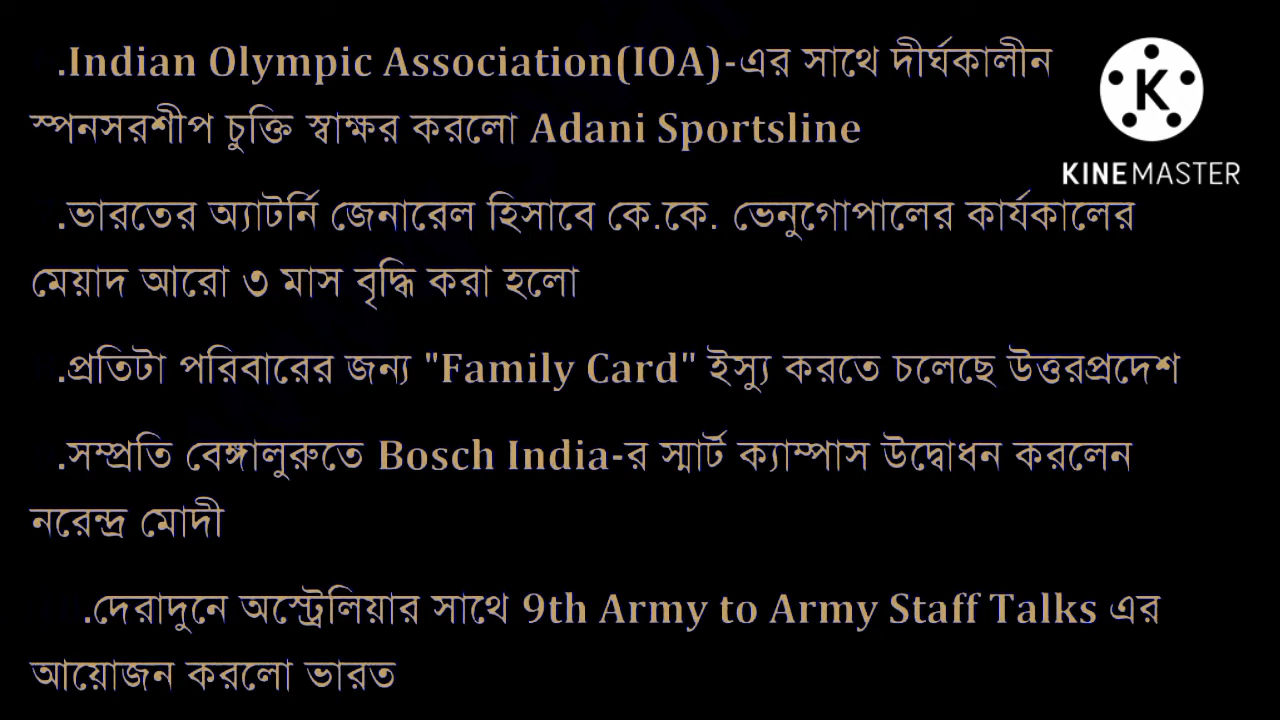 .Indian Olympic Association(IOA)-এর সাথে দীর্ঘকালীন
স্পনসরশীপ চুক্তি স্বাক্ষর করলো Adani Sportsline
K
KINEMASTER
.ভারতের অ্যাটর্নি জেনারেল হিসাবে কে.কে. ভেনুগোপালের কার্যকালের
মেয়াদ আরো ৩ মাস বৃদ্ধি করা হলো
.প্রতিটা পরিবারের জন্য "Family Card" ইস্যু করতে চলেছে উত্তরপ্রদেশ
.সম্প্রতি বেঙ্গালুরুতে Bosch India-র স্মার্ট ক্যাম্পাস উদ্বোধন করলেন
নরেন্দ্র মোদী
.দেরাদুনে অস্ট্রেলিয়ার সাথে 9th Army to Army Staff Talks এর
আয়োজন করলো ভারত